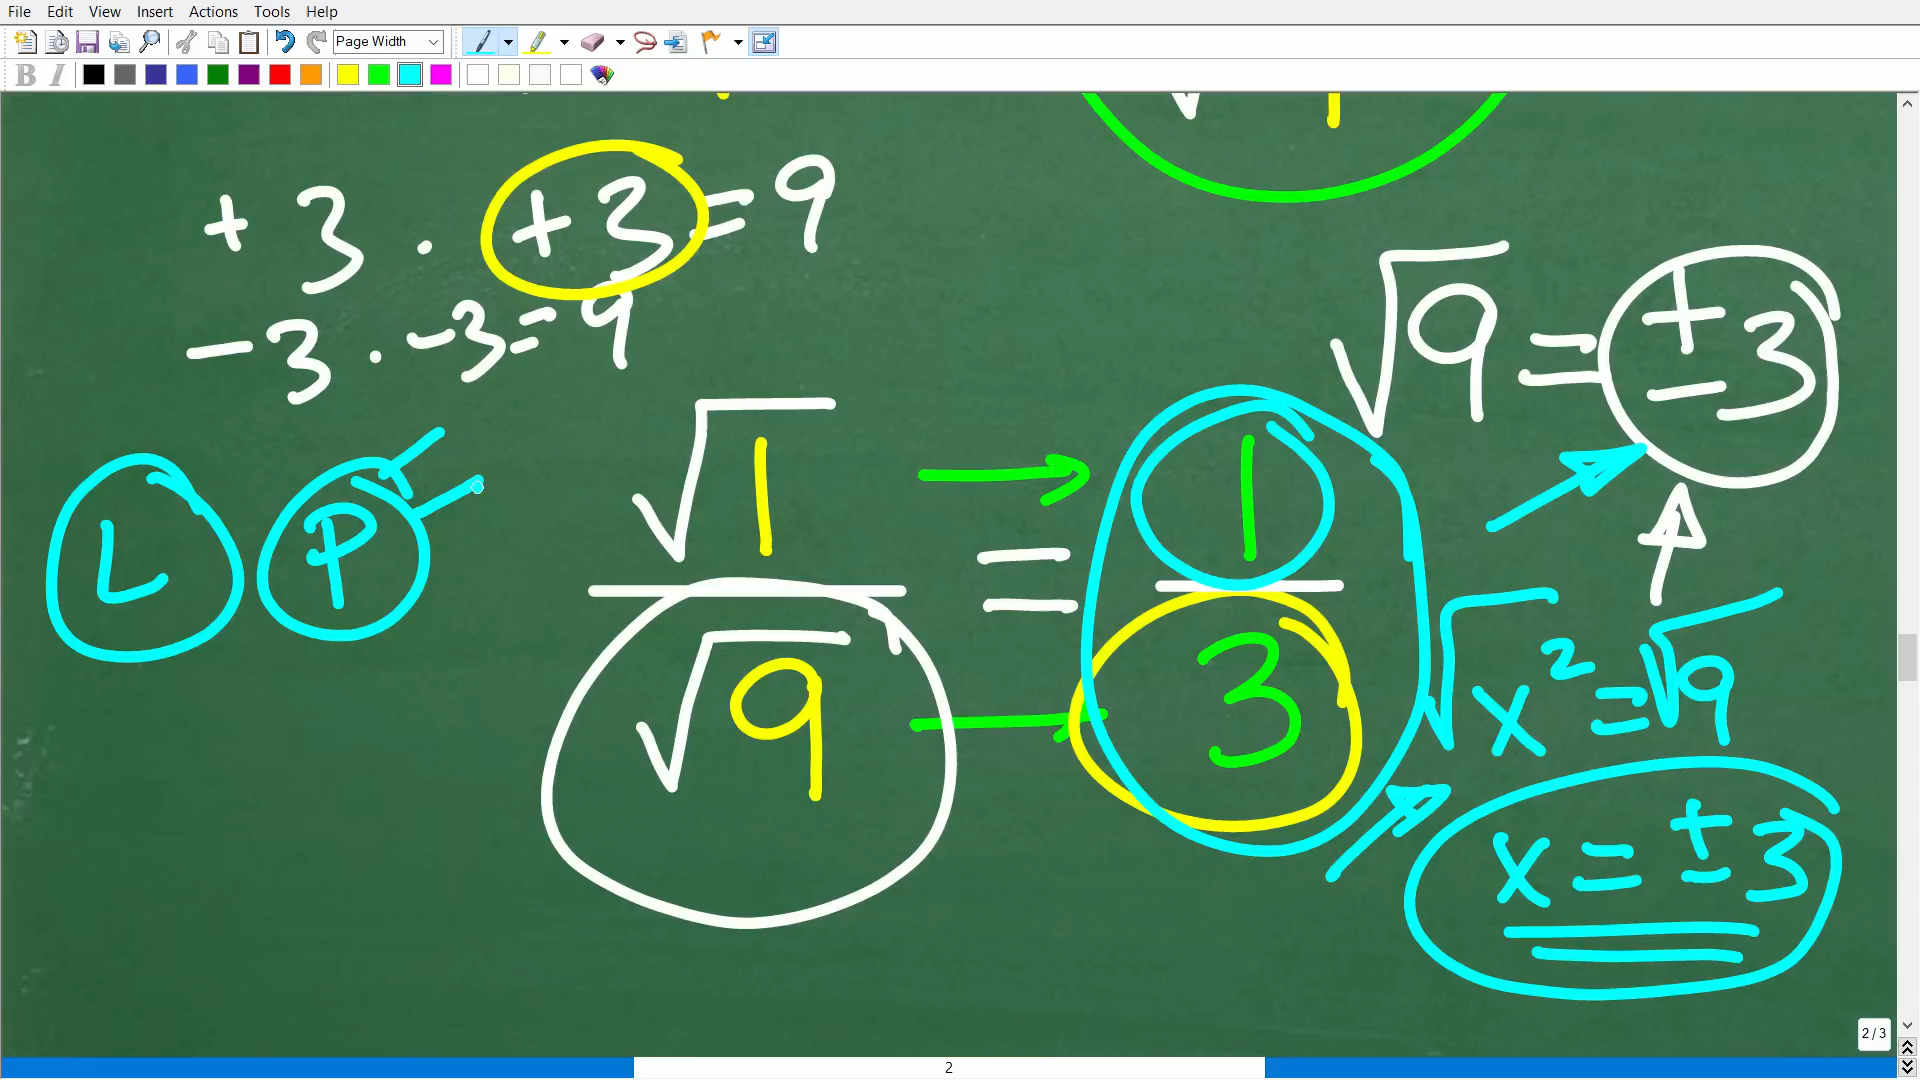 File Edit View Insert Actions Tools Help
Page Width
B I
+3 · +3 = 9
-3 · -3 = 9
√9 = ±3
L P
√1 / √9 = 1 / 3
√x² = √9
x = ±3
2 / 3
2